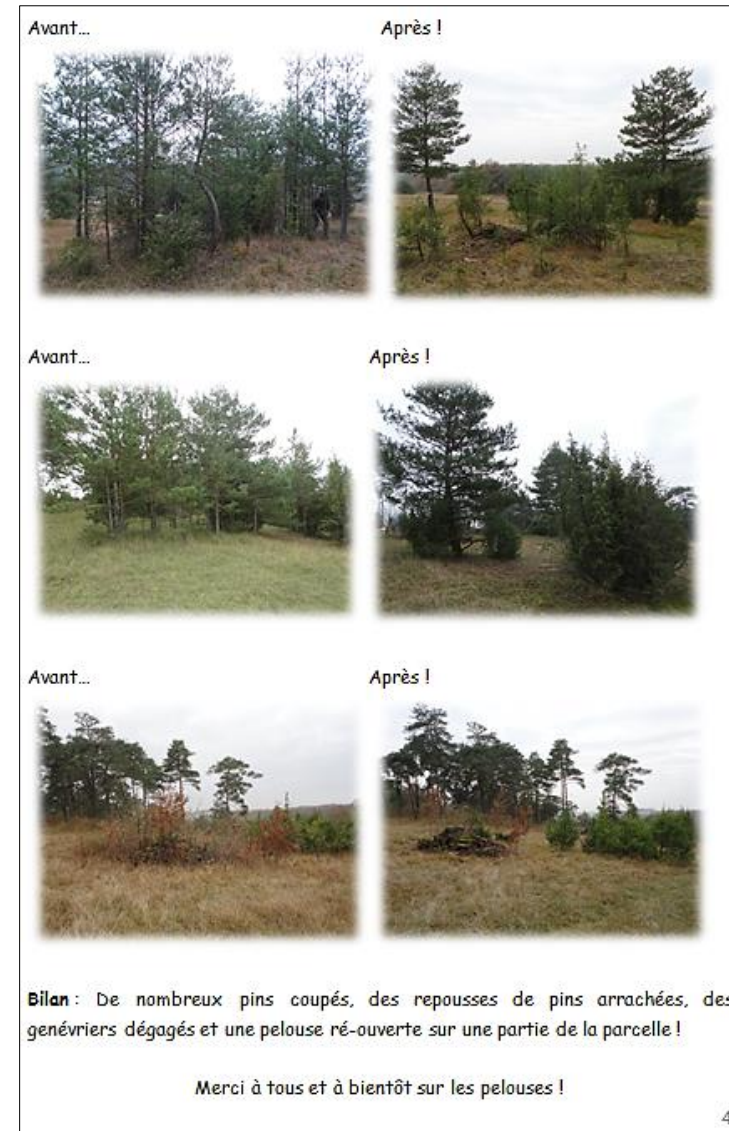 Avant...
Après !
Avant...
Après !
Avant...
Après !
Bilan : De nombreux pins coupés, des repousses de pins arrachées, des
genévriers dégagés et une pelouse ré-ouverte sur une partie de la parcelle !
Merci à tous et à bientôt sur les pelouses !
4